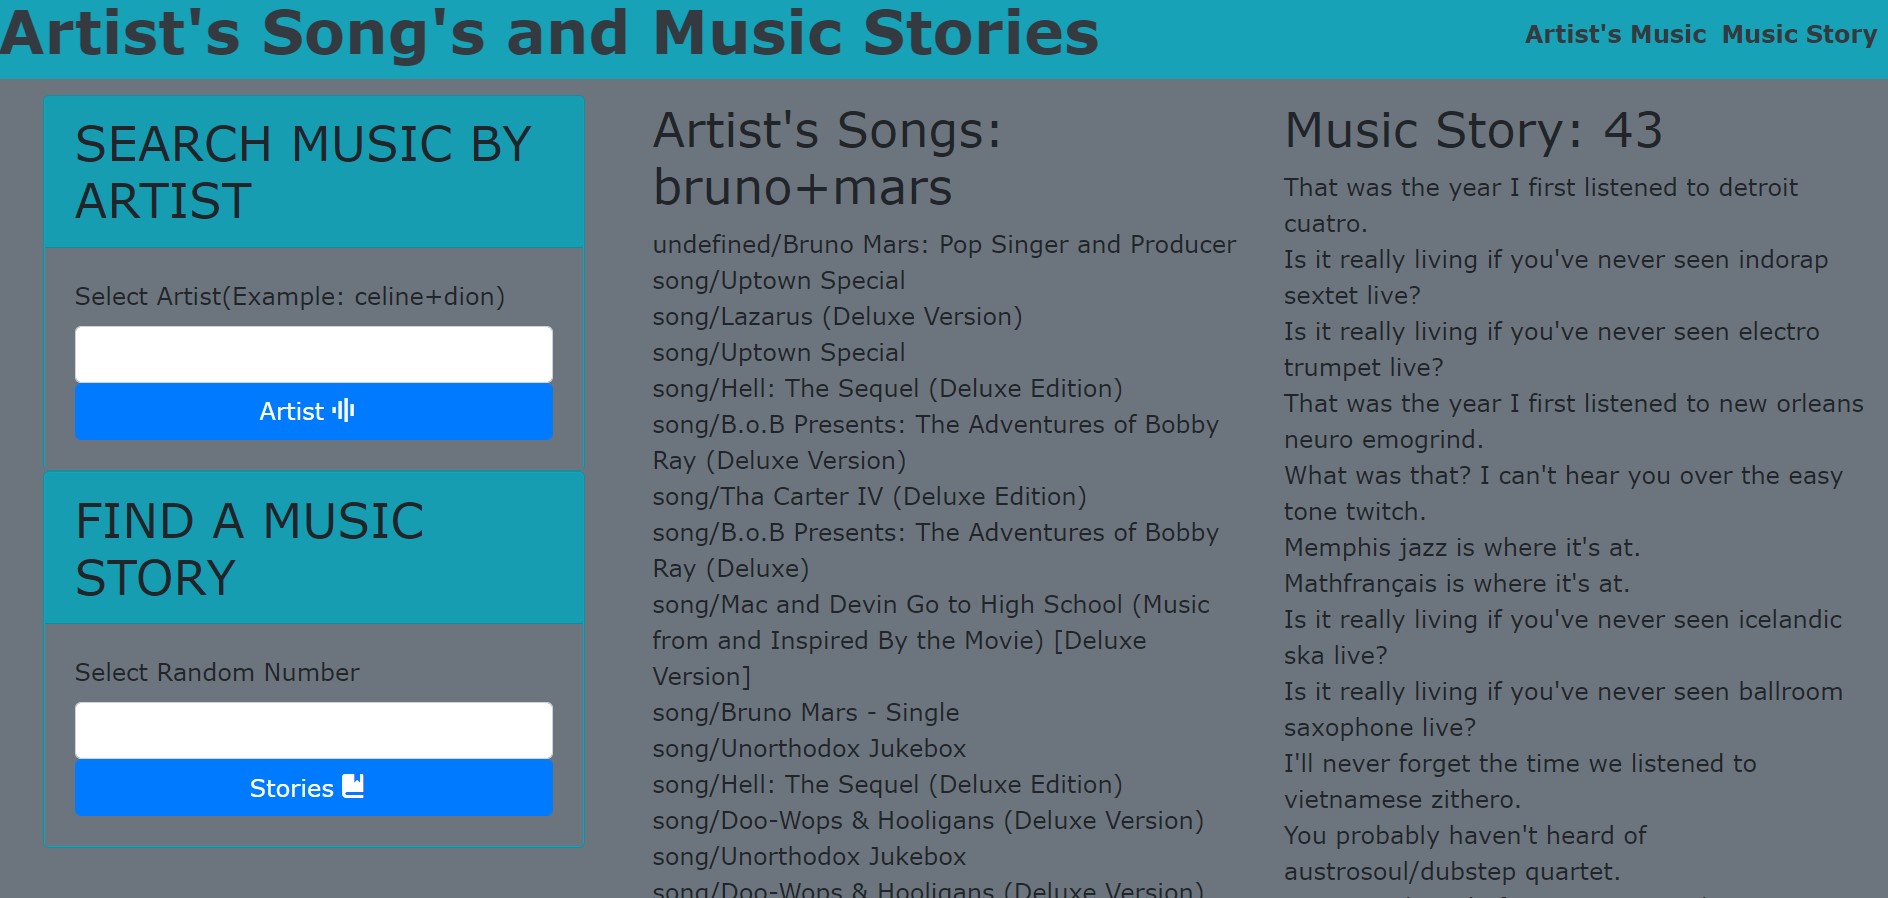 Artist's Song's and Music Stories
Artist's Music Music Story
SEARCH MUSIC BY
ARTIST
Select Artist(Example: celine+dion)
Artist
FIND A MUSIC
STORY
Select Random Number
Stories
Artist's Songs:
bruno+mars
undefined/Bruno Mars: Pop Singer and Producer
song/Uptown Special
song/Lazarus (Deluxe Version)
song/Uptown Special
song/Hell: The Sequel (Deluxe Edition)
song/B.o.B Presents: The Adventures of Bobby
Ray (Deluxe Version)
song/Tha Carter IV (Deluxe Edition)
song/B.o.B Presents: The Adventures of Bobby
Ray (Deluxe)
song/Mac and Devin Go to High School (Music
from and Inspired By the Movie) [Deluxe
Version]
song/Bruno Mars - Single
song/Unorthodox Jukebox
song/Hell: The Sequel (Deluxe Edition)
song/Doo-Wops & Hooligans (Deluxe Version)
song/Unorthodox Jukebox
song/Doo-Wops & Hooligans (Deluxe Version)
Music Story: 43
That was the year I first listened to detroit
cuatro.
Is it really living if you've never seen indorap
sextet live?
Is it really living if you've never seen electro
trumpet live?
That was the year I first listened to new orleans
neuro emogrind.
What was that? I can't hear you over the easy
tone twitch.
Memphis jazz is where it's at.
Mathfrançais is where it's at.
Is it really living if you've never seen icelandic
ska live?
Is it really living if you've never seen ballroom
saxophone live?
I'll never forget the time we listened to
vietnamese zithero.
You probably haven't heard of
austrosoul/dubstep quartet.